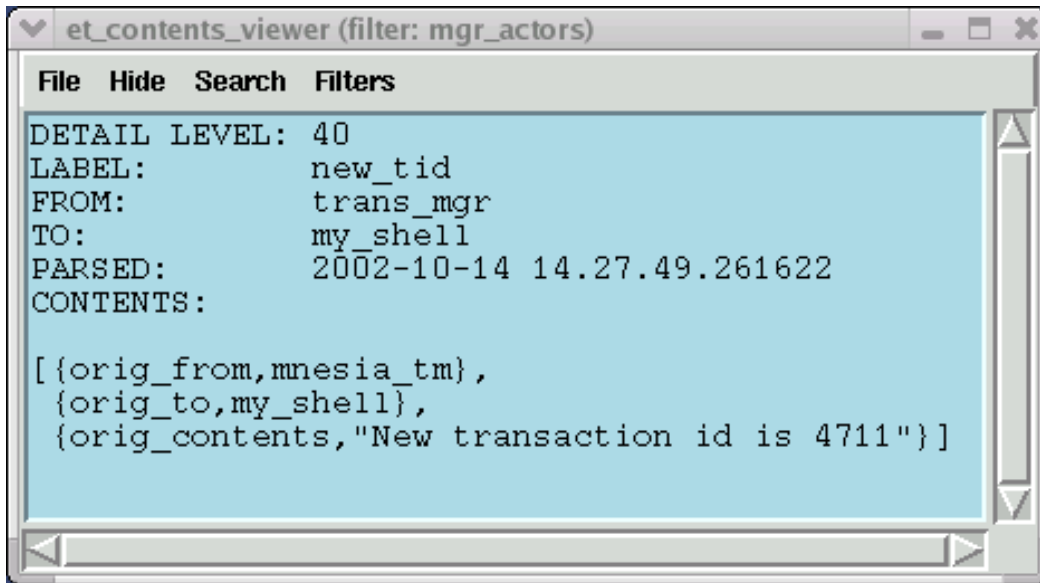 et_contents_viewer (filter: mgr_actors)
File Hide Search Filters
DETAIL LEVEL: 40
LABEL: new_tid
FROM: trans_mgr
TO: my_shell
PARSED: 2002-10-14 14.27.49.261622
CONTENTS:
[{orig_from,mnesia_tm},
{orig_to,my_shell},
{orig_contents,"New transaction id is 4711"}]